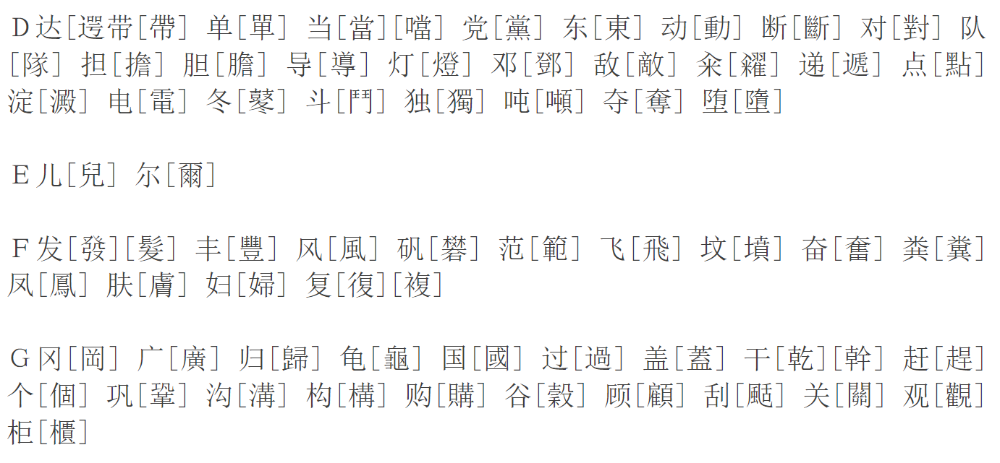 Ｄ达[带[帶] 单[單] 当[當][噹] 党[黨] 东[東] 动[動] 断[斷] 对[對] 队
[隊] 担[擔] 胆[膽] 导[導] 灯[燈] 邓[鄧] 敌[敵] 籴[糴] 递[遞] 点[點]
淀[澱] 电[電] 冬[鼕] 斗[鬥] 独[獨] 吨[噸] 夺[奪] 堕[墮]
Ｅ儿[兒] 尔[爾]
Ｆ发[發][髮] 丰[豐] 风[風] 矾[礬] 范[範] 飞[飛] 坟[墳] 奋[奮] 粪[糞]
凤[鳳] 肤[膚] 妇[婦] 复[復][複]
Ｇ冈[岡] 广[廣] 归[歸] 龟[龜] 国[國] 过[過] 盖[蓋] 干[乾][幹] 赶[趕]
个[個] 巩[鞏] 沟[溝] 构[構] 购[購] 谷[穀] 顾[顧] 刮[颳] 关[關] 观[觀]
柜[櫃]